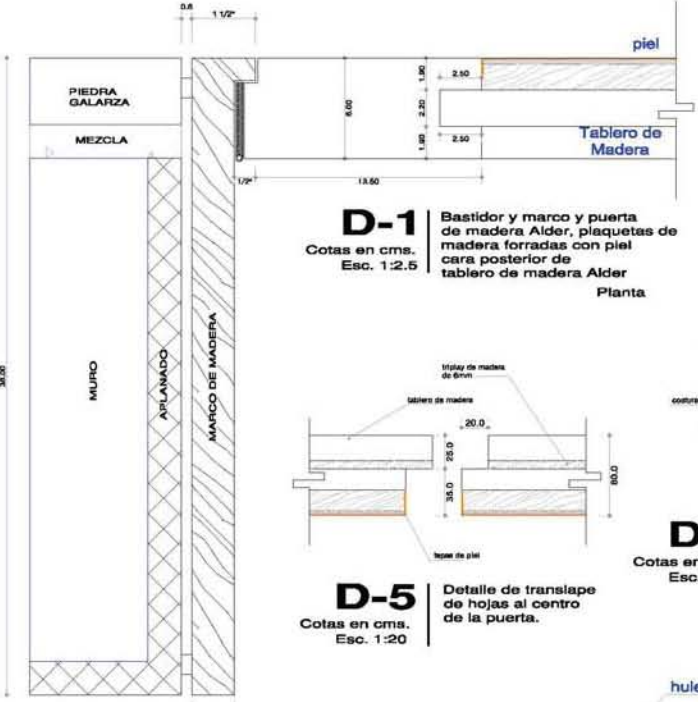 0.8
1 1/2"
piel
PIEDRA
GALARZA
MEZCLA
6.00
1.90
2.20
1.90
2.50
2.50
Tablero de
Madera
1/2"
13.50
D-1
Cotas en cms.
Esc. 1:2.5
Bastidor y marco y puerta
de madera Alder, plaquetas de
madera forradas con piel
cara posterior de
tablero de madera Alder
Planta
38.00
MURO
APLANADO
MARCO DE MADERA
triplay de madera
de 6mm
tablero de madera
20.0
25.0
35.0
60.0
tapas de piel
costura
D-5
Cotas en cms.
Esc. 1:20
Detalle de translape
de hojas al centro
de la puerta.
D
Cotas en
Esc.
hule